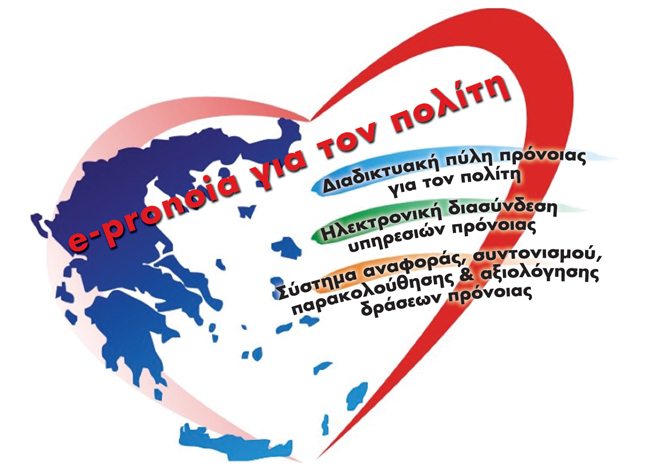 e-pronoia για τον πολίτη
Διαδικτυακή πύλη πρόνοιας
για τον πολίτη
Ηλεκτρονική διασύνδεση
υπηρεσιών πρόνοιας
Σύστημα αναφοράς, συντονισμού,
παρακολούθησης & αξιολόγησης
δράσεων πρόνοιας